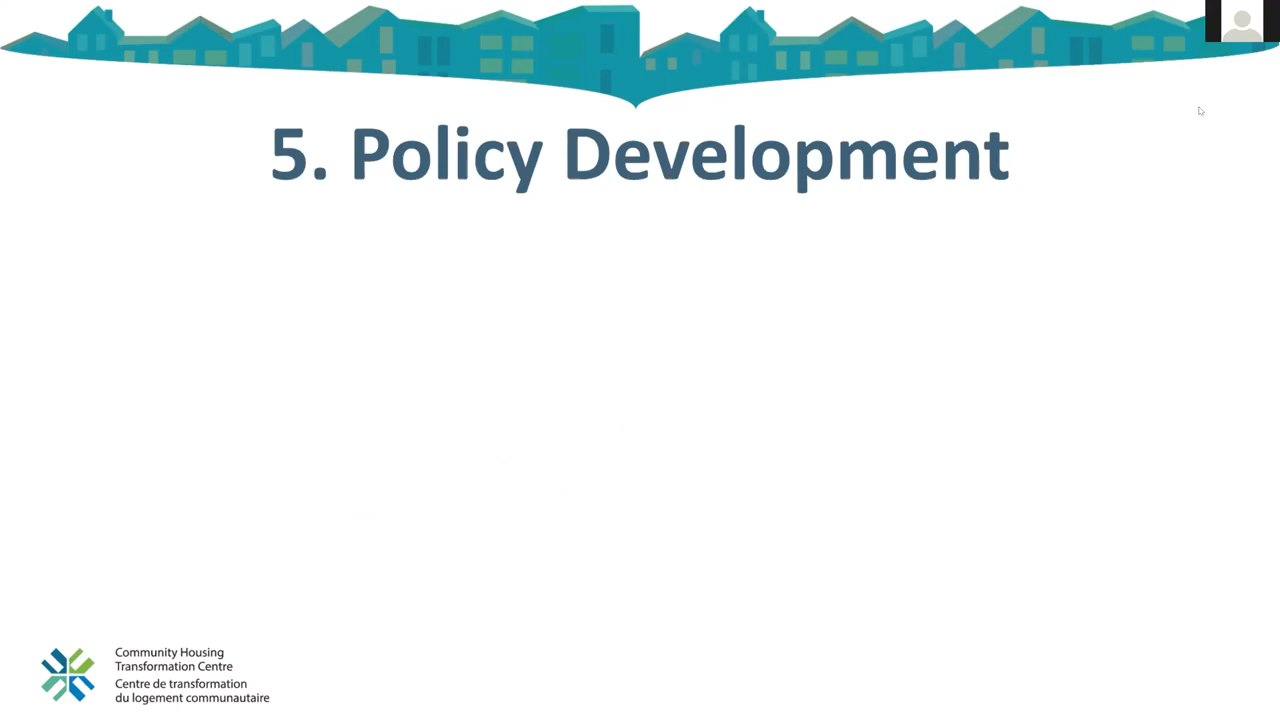 5. Policy Development
Community Housing
Transformation Centre
Centre de transformation
du logement communautaire